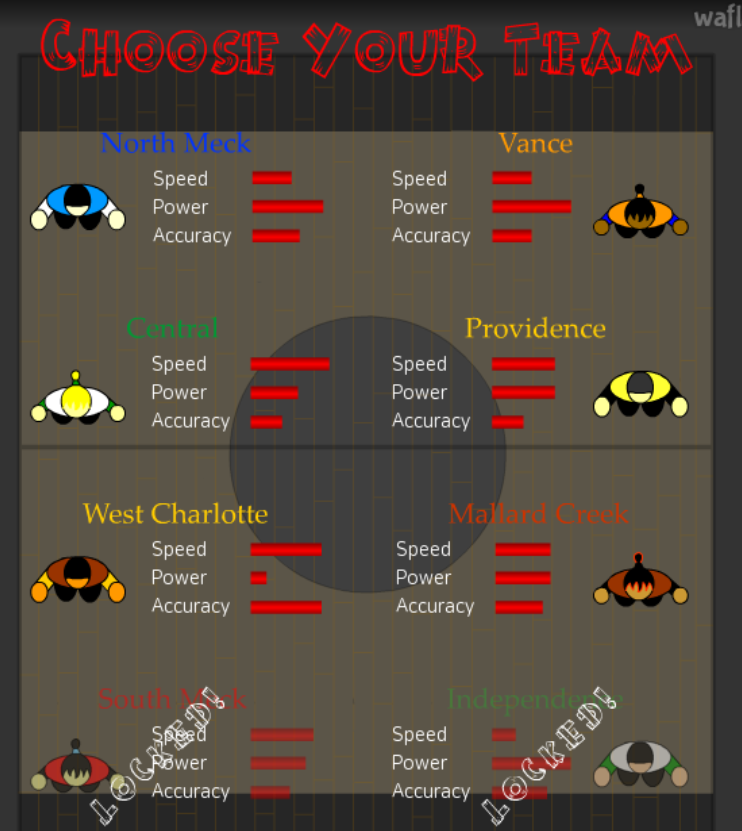 wafl
Choose Your Team
North Meck
Speed
Power
Accuracy
Vance
Speed
Power
Accuracy
Central
Speed
Power
Accuracy
Providence
Speed
Power
Accuracy
West Charlotte
Speed
Power
Accuracy
Mallard Creek
Speed
Power
Accuracy
South Meck
Speed
Power
Accuracy
Locked!
Independence
Speed
Power
Accuracy
Locked!